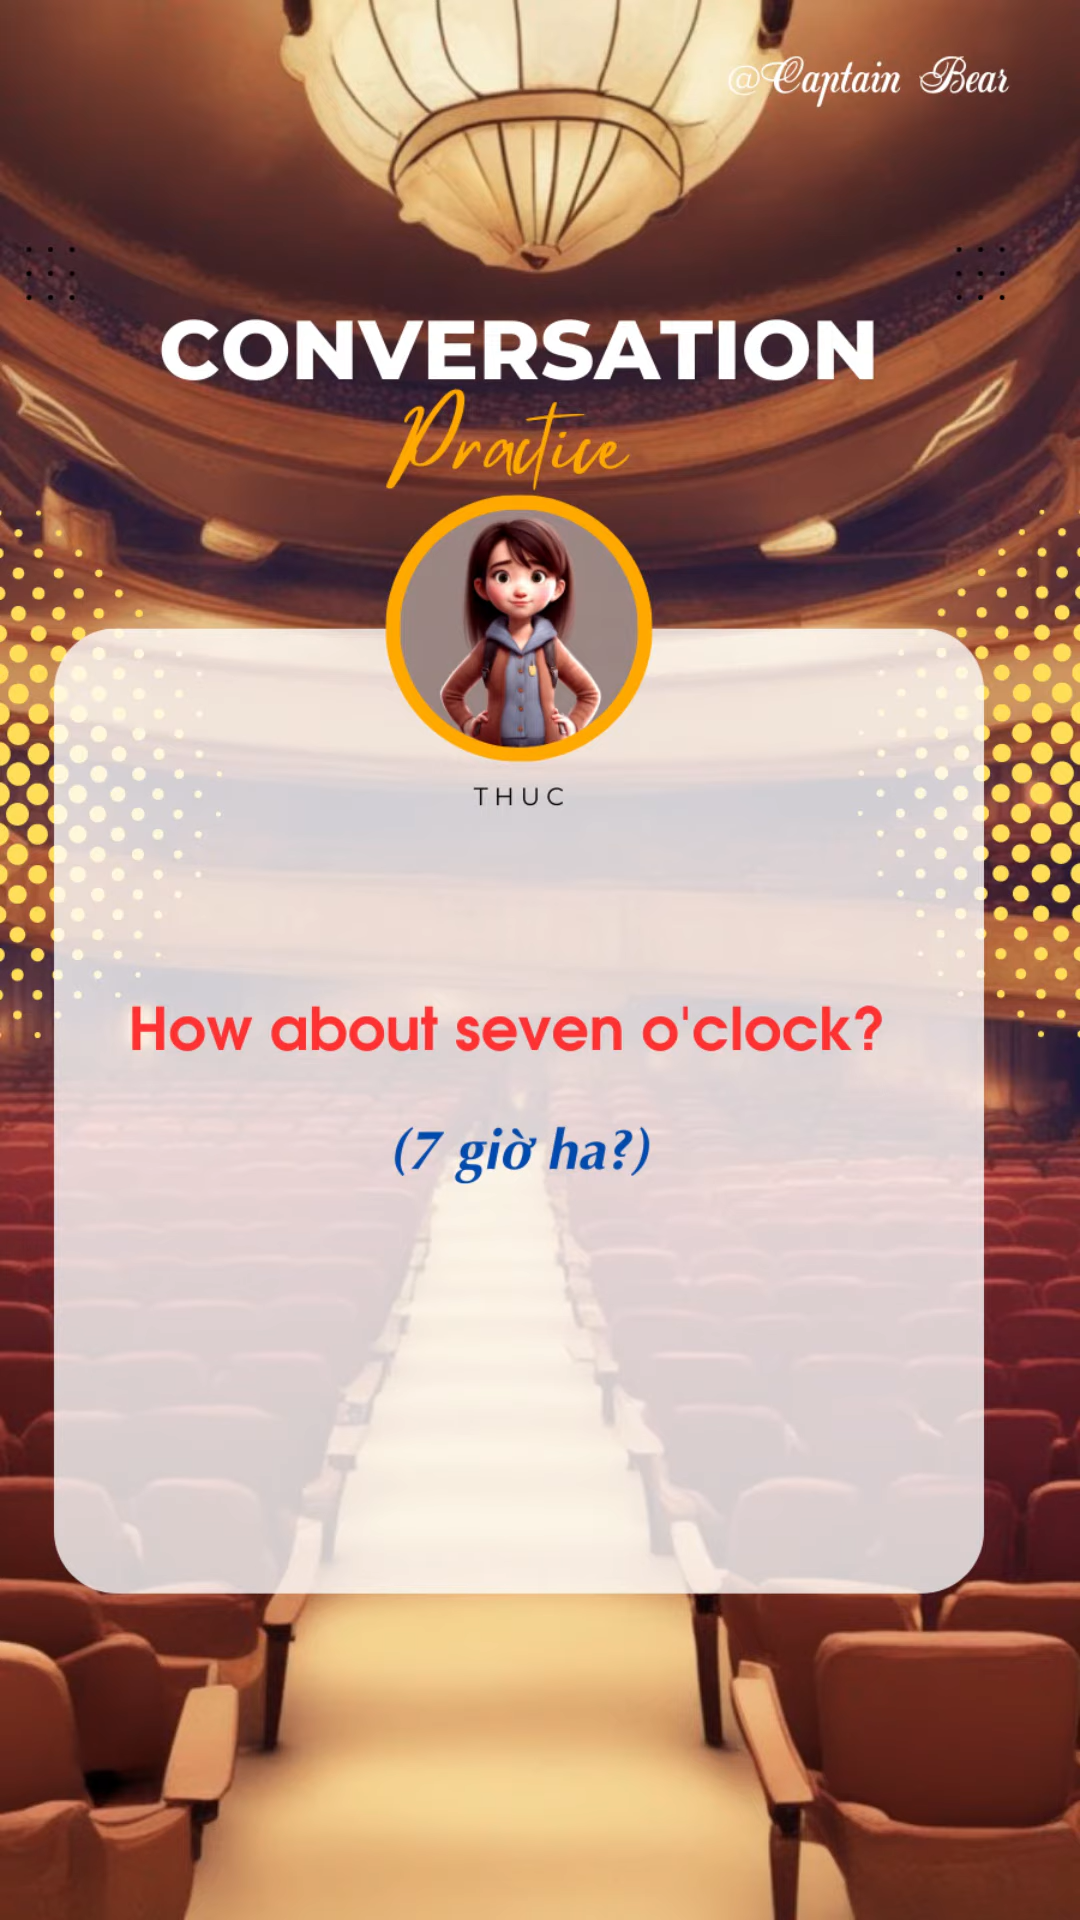 @Captain Bear
CONVERSATION
Practice
THUC
How about seven o'clock?
(7 giờ ha?)